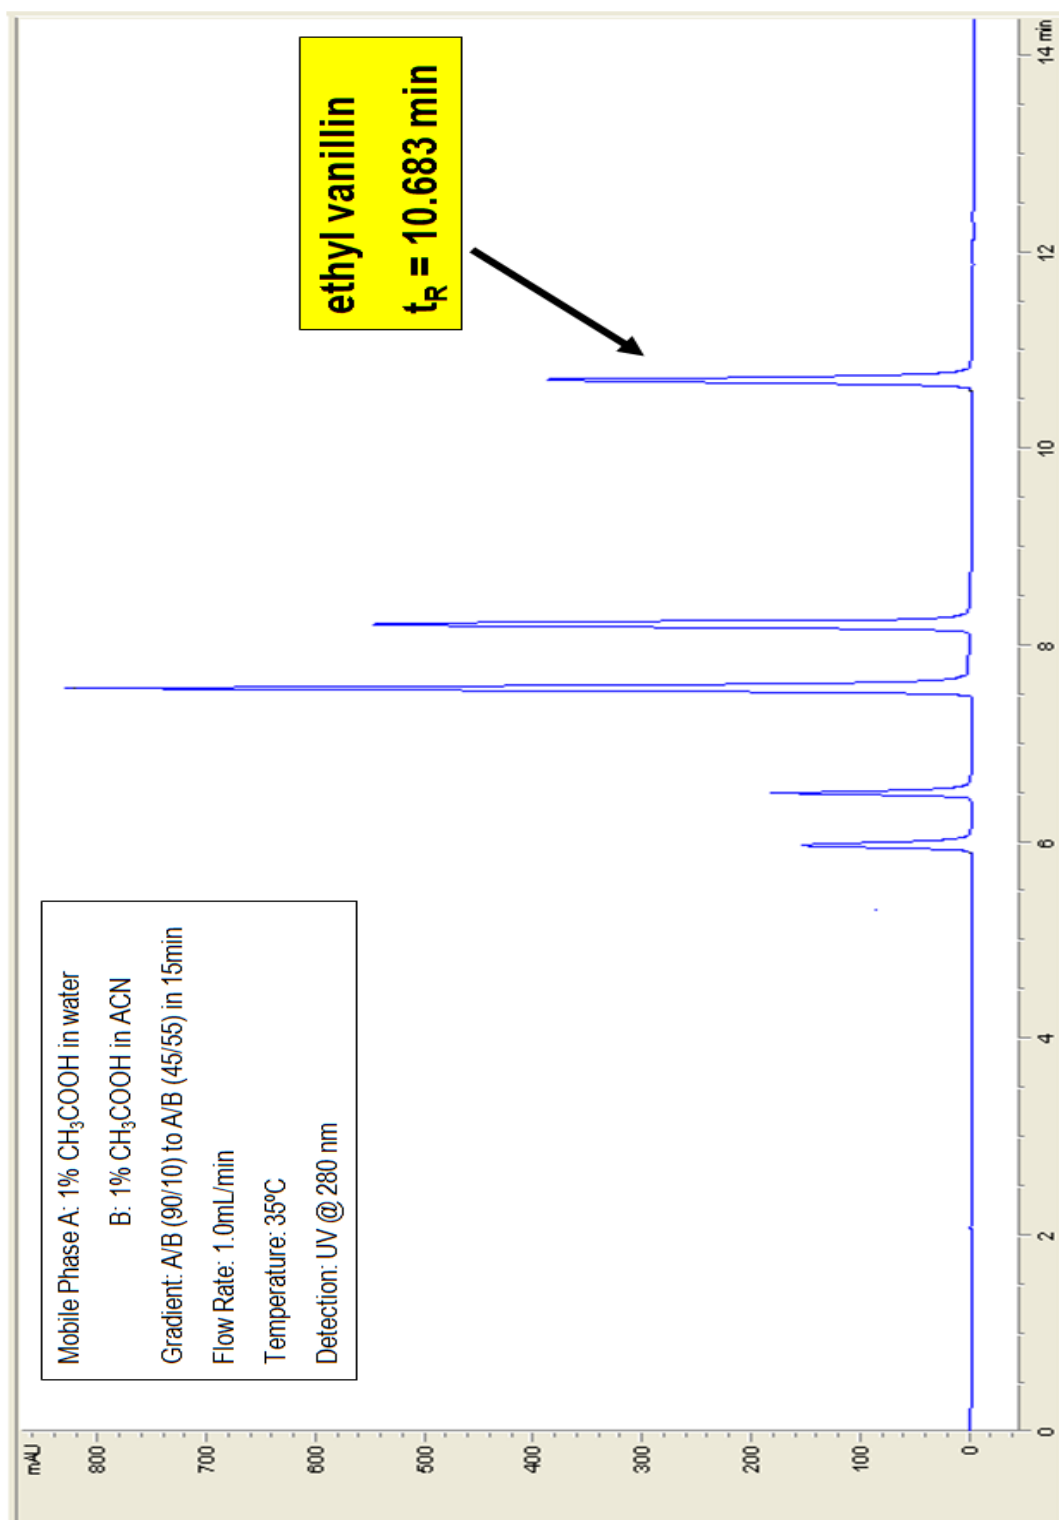 Mobile Phase A: 1% CH₃COOH in water
B: 1% CH₃COOH in ACN
Gradient: A/B (90/10) to A/B (45/55) in 15min
Flow Rate: 1.0mL/min
Temperature: 35ºC
Detection: UV @ 280 nm
ethyl vanillin
tR = 10.683 min
mAU
800
700
600
500
400
300
200
100
0
0
2
4
6
8
10
12
14
min